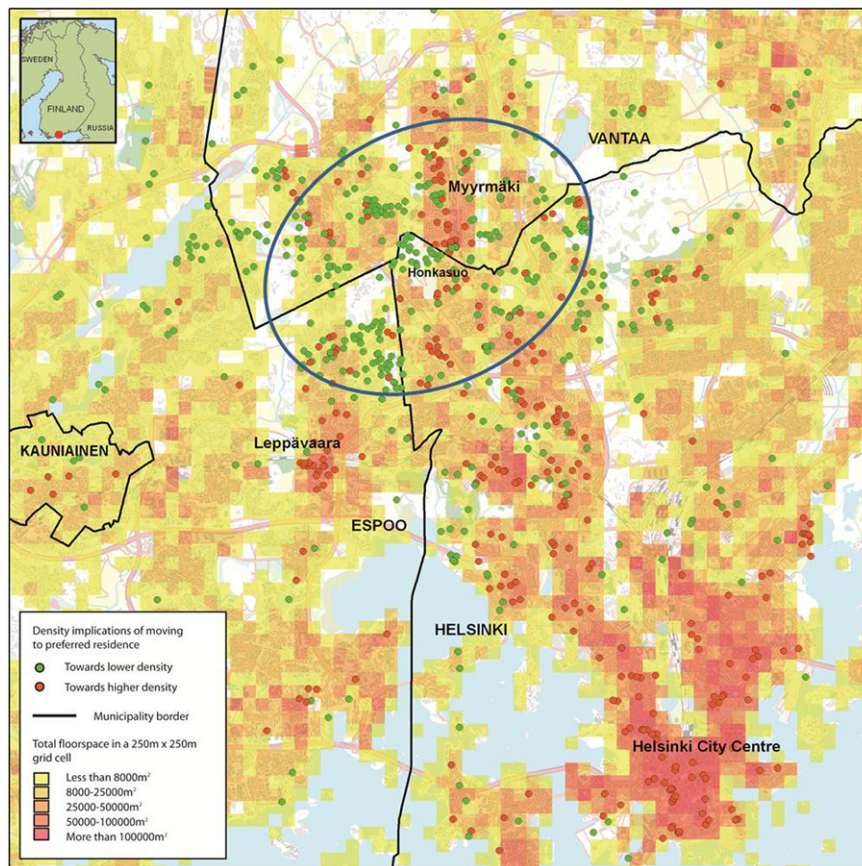 SWEDEN
FINLAND
RUSSIA
VANTAA
Myyrmäki
Honkasuo
Leppävaara
KAUNIAINEN
ESPOO
HELSINKI
Helsinki City Centre
Density implications of moving
to preferred residence
Towards lower density
Towards higher density
Municipality border
Total floorspace in a 250m x 250m
grid cell
Less than 8000m²
8000-25000m²
25000-50000m²
50000-100000m²
More than 100000m²